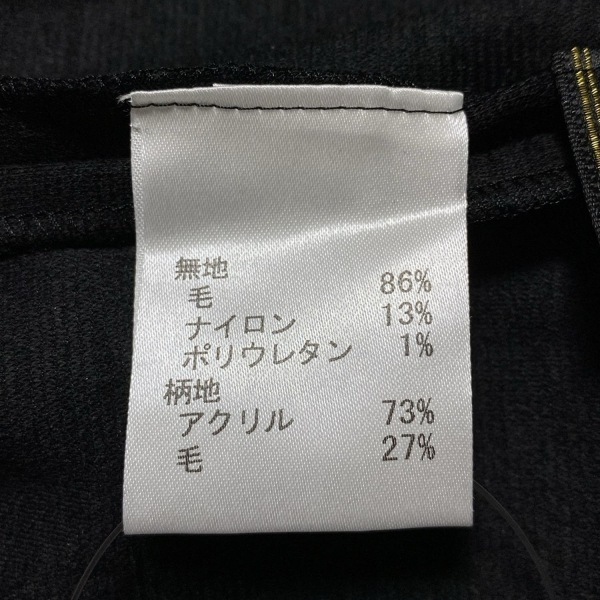 無地
毛 86%
ナイロン 13%
ポリウレタン 1%
柄地
アクリル 73%
毛 27%